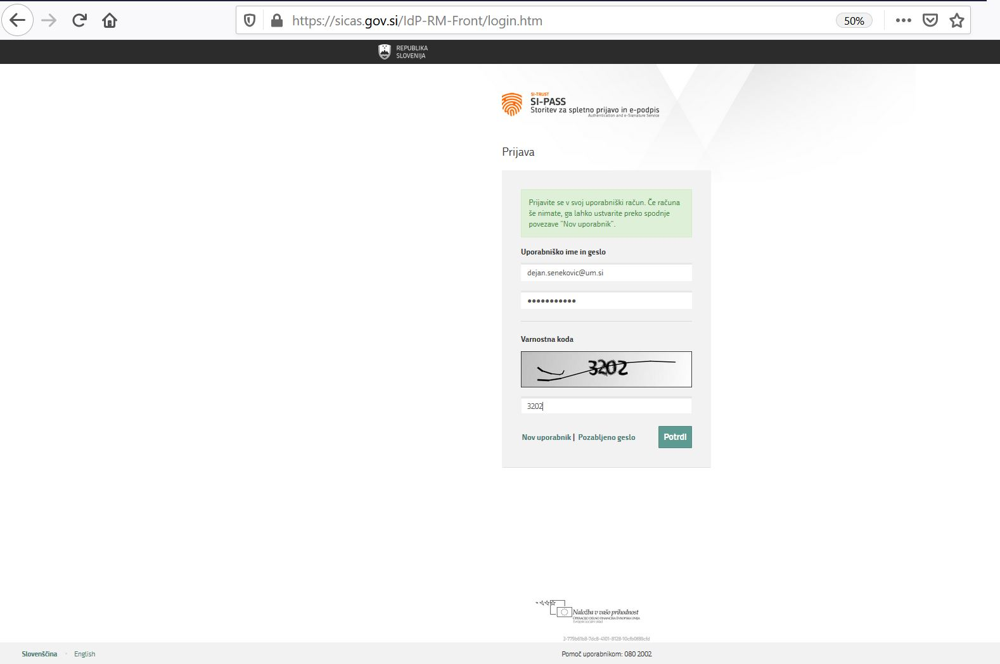 https://sicas.gov.si/IdP-RM-Front/login.htm
50%
REPUBLIKA
SLOVENIJA
SI-TRUST
SI-PASS
Storitev za spletno prijavo in e-podpis
Authentication and e-Signature Service
Prijava
Prijavite se v svoj uporabniški račun. Če računa
še nimate, ga lahko ustvarite preko spodnje
povezave "Nov uporabnik".
Uporabniško ime in geslo
dejan.senekovic@um.si
•••••••••••
Varnostna koda
3202
3202
Nov uporabnik | Pozabljeno geslo
Potrdi
Naložba v vašo prihodnost
OPERACIJO DELNO FINANCIRA EVROPSKA UNIJA
Evropski socialni sklad
3-779b61b8-7dc8-4101-8128-10cfb0f89cfd
Slovenščina • English
Pomoč uporabnikom: 080 2002